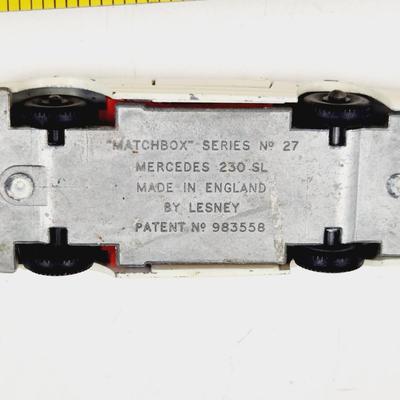 "MATCHBOX" SERIES Nº 27
MERCEDES 230 SL
MADE IN ENGLAND
BY LESNEY
PATENT Nº 983558